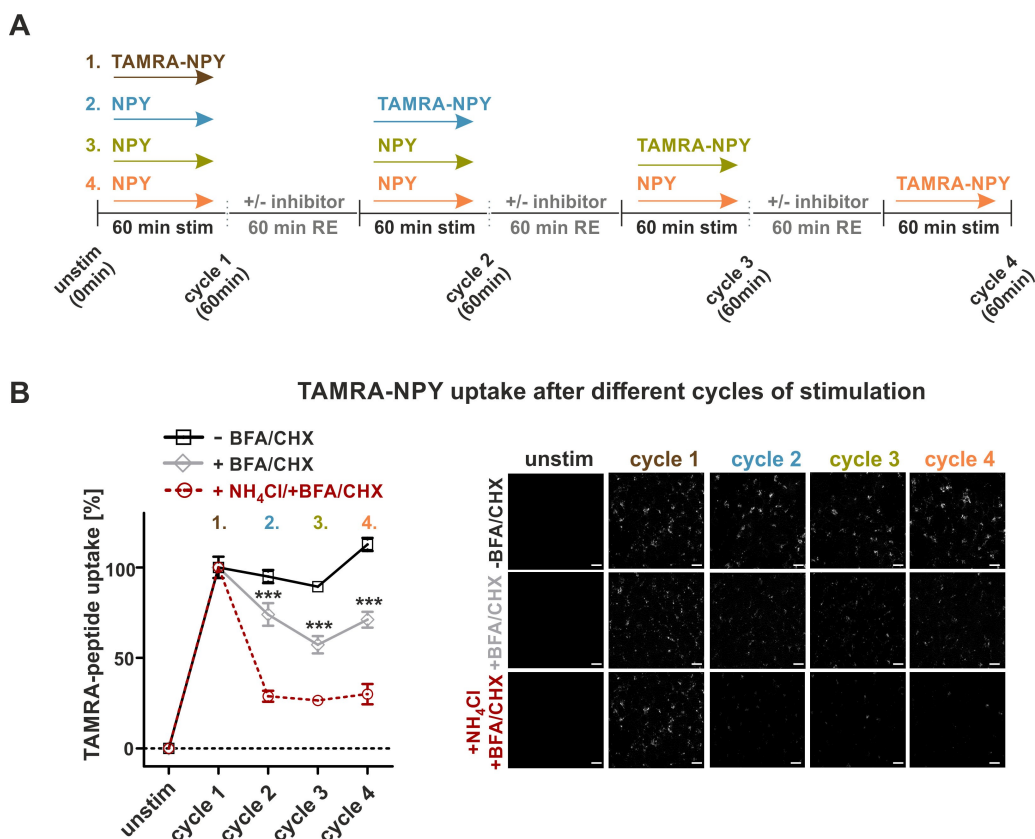 A
1. TAMRA-NPY
2. NPY TAMRA-NPY
3. NPY NPY TAMRA-NPY
4. NPY NPY NPY TAMRA-NPY
+/- inhibitor +/- inhibitor +/- inhibitor
60 min stim 60 min RE 60 min stim 60 min RE 60 min stim 60 min RE 60 min stim
unstim
(0min)
cycle 1
(60min)
cycle 2
(60min)
cycle 3
(60min)
cycle 4
(60min)
B
TAMRA-NPY uptake after different cycles of stimulation
- BFA/CHX
+ BFA/CHX
+ NH4Cl/+BFA/CHX
TAMRA-peptide uptake [%]
1. 2. 3. 4.
100
50
0
*** *** ***
unstim cycle 1 cycle 2 cycle 3 cycle 4
unstim cycle 1 cycle 2 cycle 3 cycle 4
-BFA/CHX
+BFA/CHX
+NH4Cl
+BFA/CHX